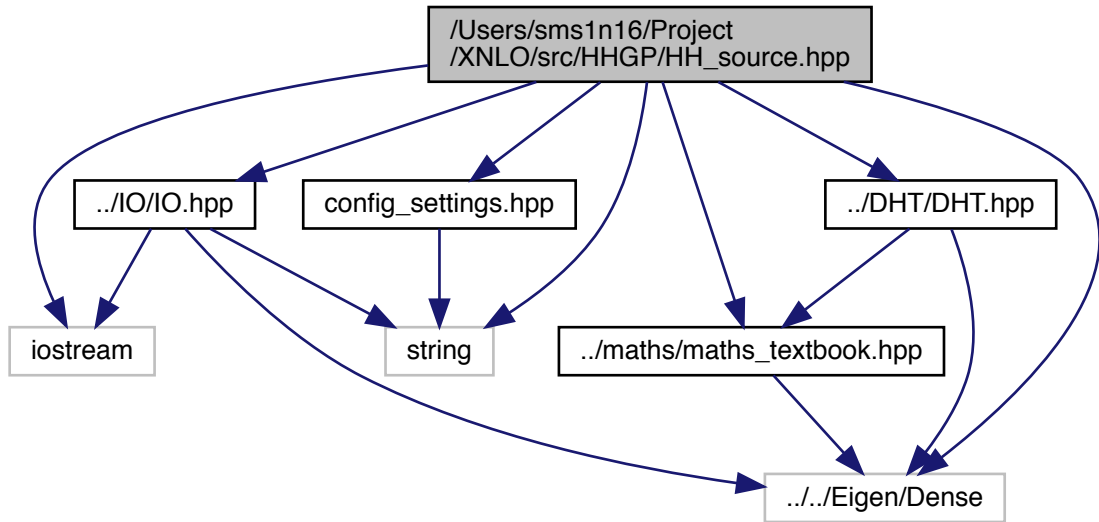 /Users/sms1n16/Project
/XNLO/src/HHGP/HH_source.hpp
../IO/IO.hpp
config_settings.hpp
../DHT/DHT.hpp
iostream
string
../maths/maths_textbook.hpp
../../Eigen/Dense